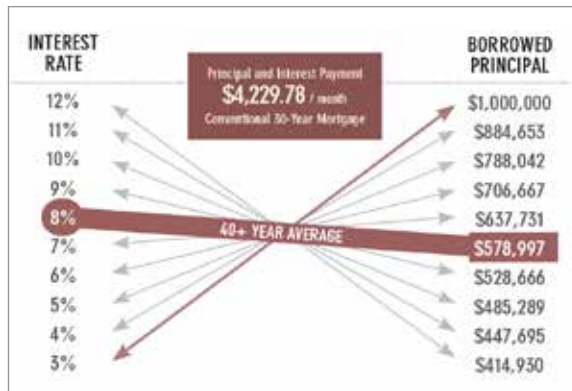 INTEREST
RATE
12%
11%
10%
9%
8%
7%
6%
5%
4%
3%
Principal and Interest Payment
$4,229.78 / month
Conventional 30-Year Mortgage
40+ YEAR AVERAGE
BORROWED
PRINCIPAL
$1,000,000
$884,653
$788,042
$706,667
$637,731
$578,997
$528,666
$485,289
$447,695
$414,930